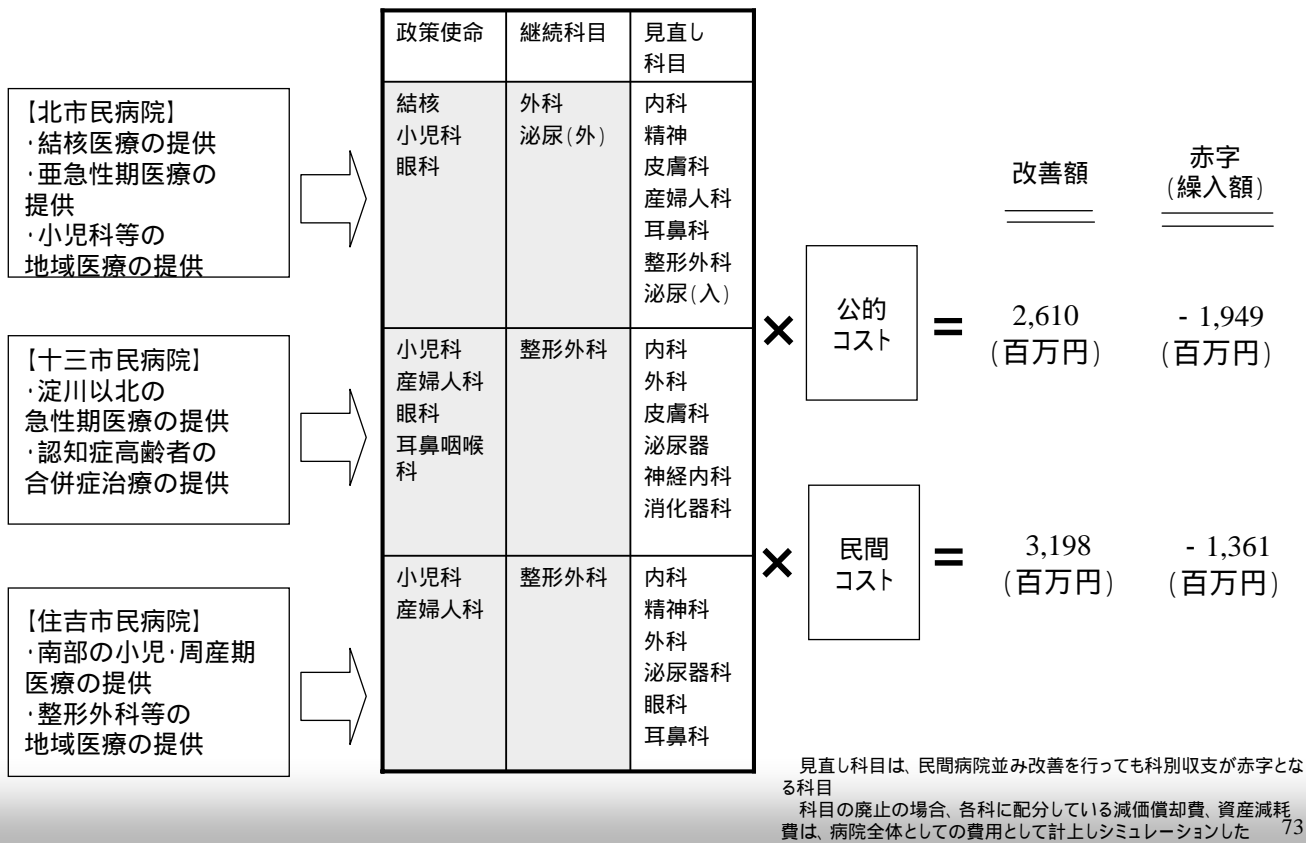 政策使命
継続科目
見直し
科目
【北市民病院】
・結核医療の提供
・亜急性期医療の
提供
・小児科等の
地域医療の提供
結核
小児科
眼科
外科
泌尿(外)
内科
精神
皮膚科
産婦人科
耳鼻科
整形外科
泌尿(入)
【十三市民病院】
・淀川以北の
急性期医療の提供
・認知症高齢者の
合併症治療の提供
小児科
産婦人科
眼科
耳鼻咽喉
科
整形外科
内科
外科
皮膚科
泌尿器
神経内科
消化器科
【住吉市民病院】
・南部の小児・周産期
医療の提供
・整形外科等の
地域医療の提供
小児科
産婦人科
整形外科
内科
精神科
外科
泌尿器科
眼科
耳鼻科
改善額
赤字
(繰入額)
×
公的
コスト
=
2,610
(百万円)
- 1,949
(百万円)
×
民間
コスト
=
3,198
(百万円)
- 1,361
(百万円)
見直し科目は、民間病院並み改善を行っても科別収支が赤字とな
る科目
科目の廃止の場合、各科に配分している減価償却費、資産減耗
費は、病院全体としての費用として計上しシミュレーションした
73